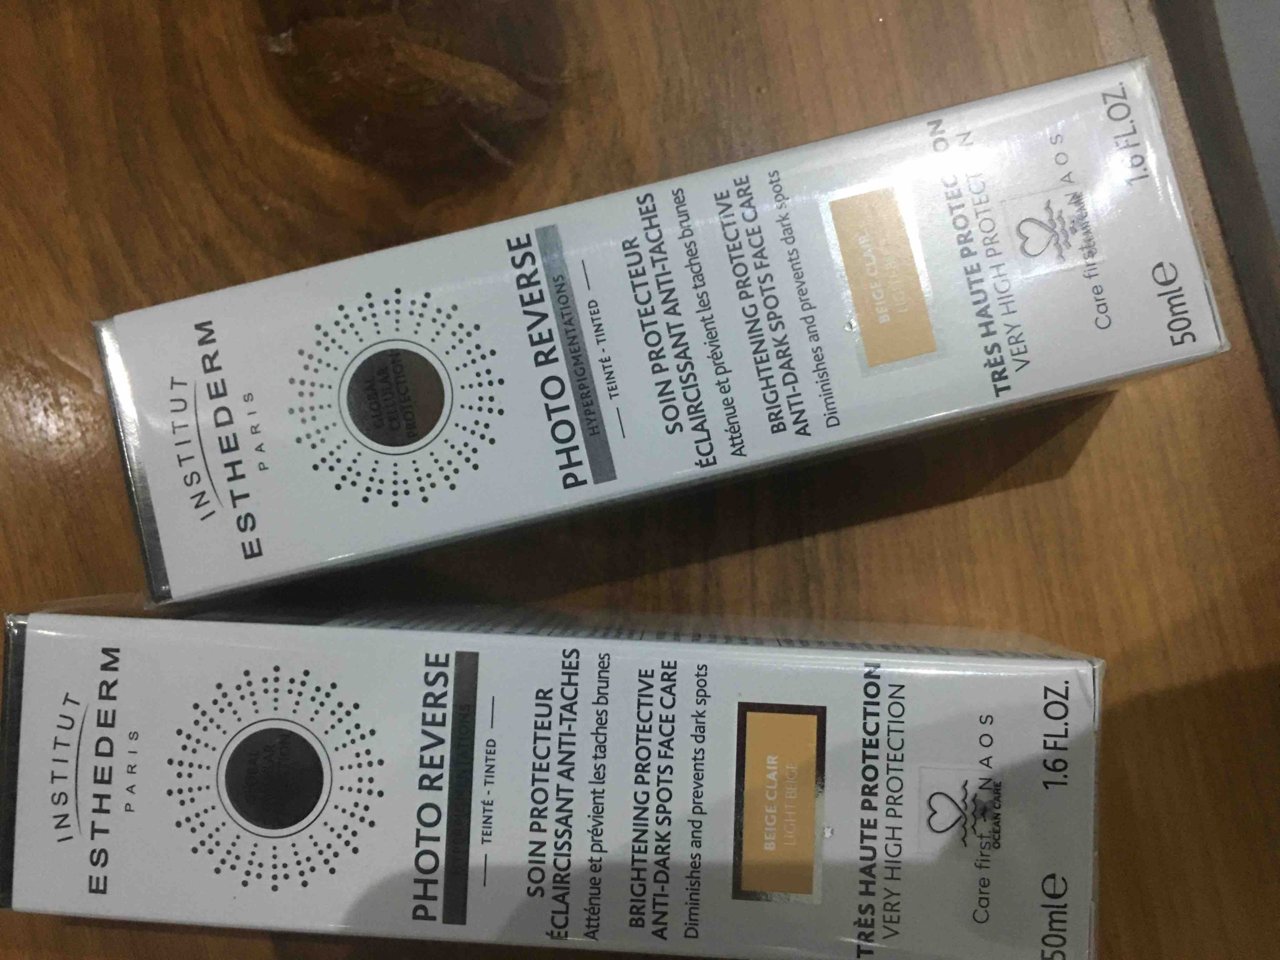 INSTITUT
ESTHEDERM
PARIS
GLOBAL
CELLULAR
PROTECTION
PHOTO REVERSE
HYPERPIGMENTATIONS
TEINTÉ - TINTED
SOIN PROTECTEUR
ÉCLAIRCISSANT ANTI-TACHES
Atténue et prévient les taches brunes
BRIGHTENING PROTECTIVE
ANTI-DARK SPOTS FACE CARE
Diminishes and prevents dark spots
BEIGE CLAIR
TRÈS HAUTE PROTECTION
VERY HIGH PROTECTION
Care first
NAOS
50ml℮ 1.6 FL.OZ.
INSTITUT
ESTHEDERM
PARIS
PHOTO REVERSE
TEINTÉ - TINTED
SOIN PROTECTEUR
ÉCLAIRCISSANT ANTI-TACHES
Atténue et prévient les taches brunes
BRIGHTENING PROTECTIVE
ANTI-DARK SPOTS FACE CARE
Diminishes and prevents dark spots
BEIGE CLAIR
LIGHT BEIGE
TRÈS HAUTE PROTECTION
VERY HIGH PROTECTION
Care first
NAOS
OCEAN CARE
50ml℮ 1.6 FL.OZ.